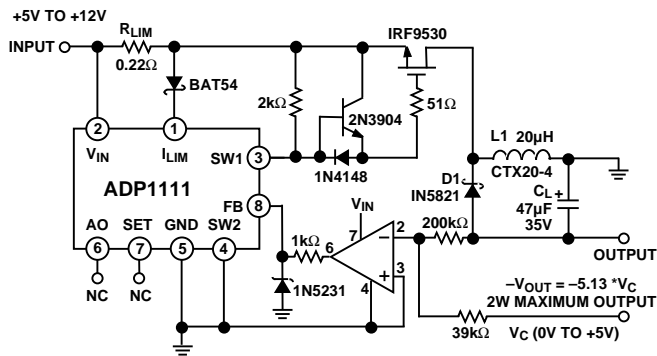 +5V TO +12V
INPUT
RLIM
0.22Ω
BAT54
IRF9530
2kΩ
2N3904
51Ω
1N4148
L1 20µH
CTX20-4
D1
IN5821
CL +
47µF
35V
2
1
VIN
ILIM
SW1 3
ADP1111
FB 8
AO SET GND SW2
6 7 5 4
NC NC
1kΩ
1N5231
VIN
7
6
2
−
+
3
4
200kΩ
OUTPUT
–VOUT = –5.13 *VC
2W MAXIMUM OUTPUT
39kΩ
VC (0V TO +5V)